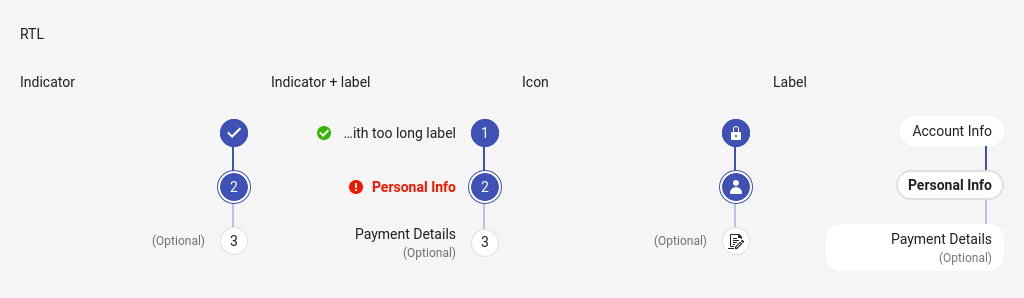 RTL
Indicator
Indicator + label
Icon
Label
2
(Optional)
3
…ith too long label
1
Personal Info
2
Payment Details
(Optional)
3
(Optional)
Account Info
Personal Info
Payment Details
(Optional)